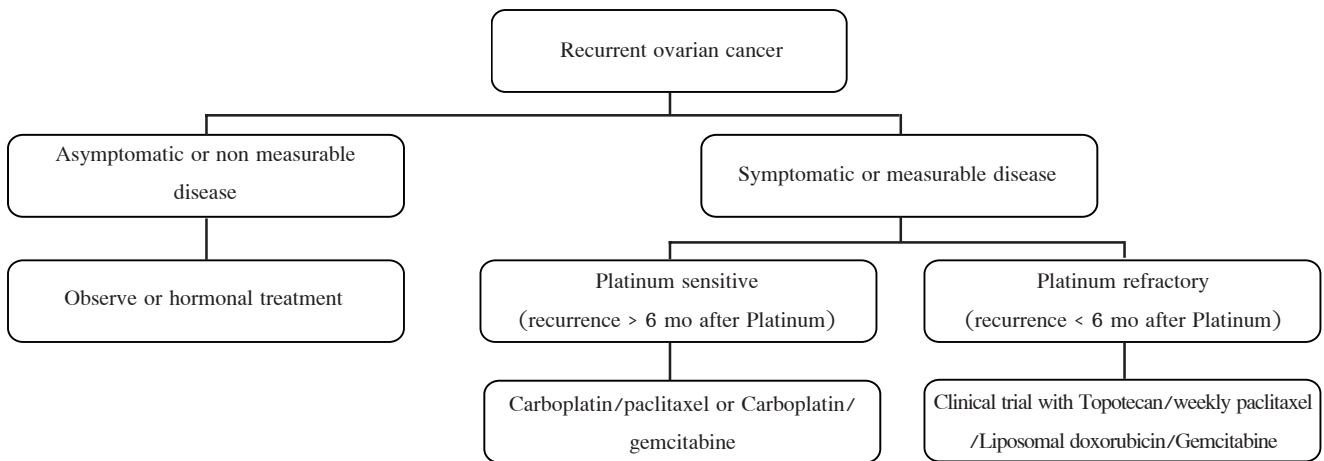 Recurrent ovarian cancer
Asymptomatic or non measurable
disease
Symptomatic or measurable disease
Observe or hormonal treatment
Platinum sensitive
(recurrence > 6 mo after Platinum)
Platinum refractory
(recurrence < 6 mo after Platinum)
Carboplatin/paclitaxel or Carboplatin/
gemcitabine
Clinical trial with Topotecan/weekly paclitaxel
/Liposomal doxorubicin/Gemcitabine